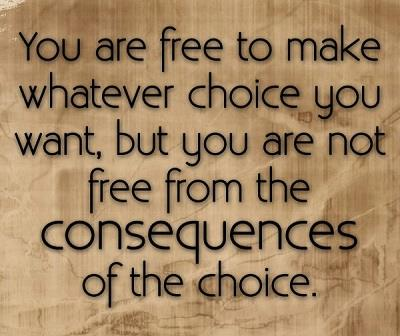 You are free to make
whatever choice you
want, but you are not
free from the
consequences
of the choice.